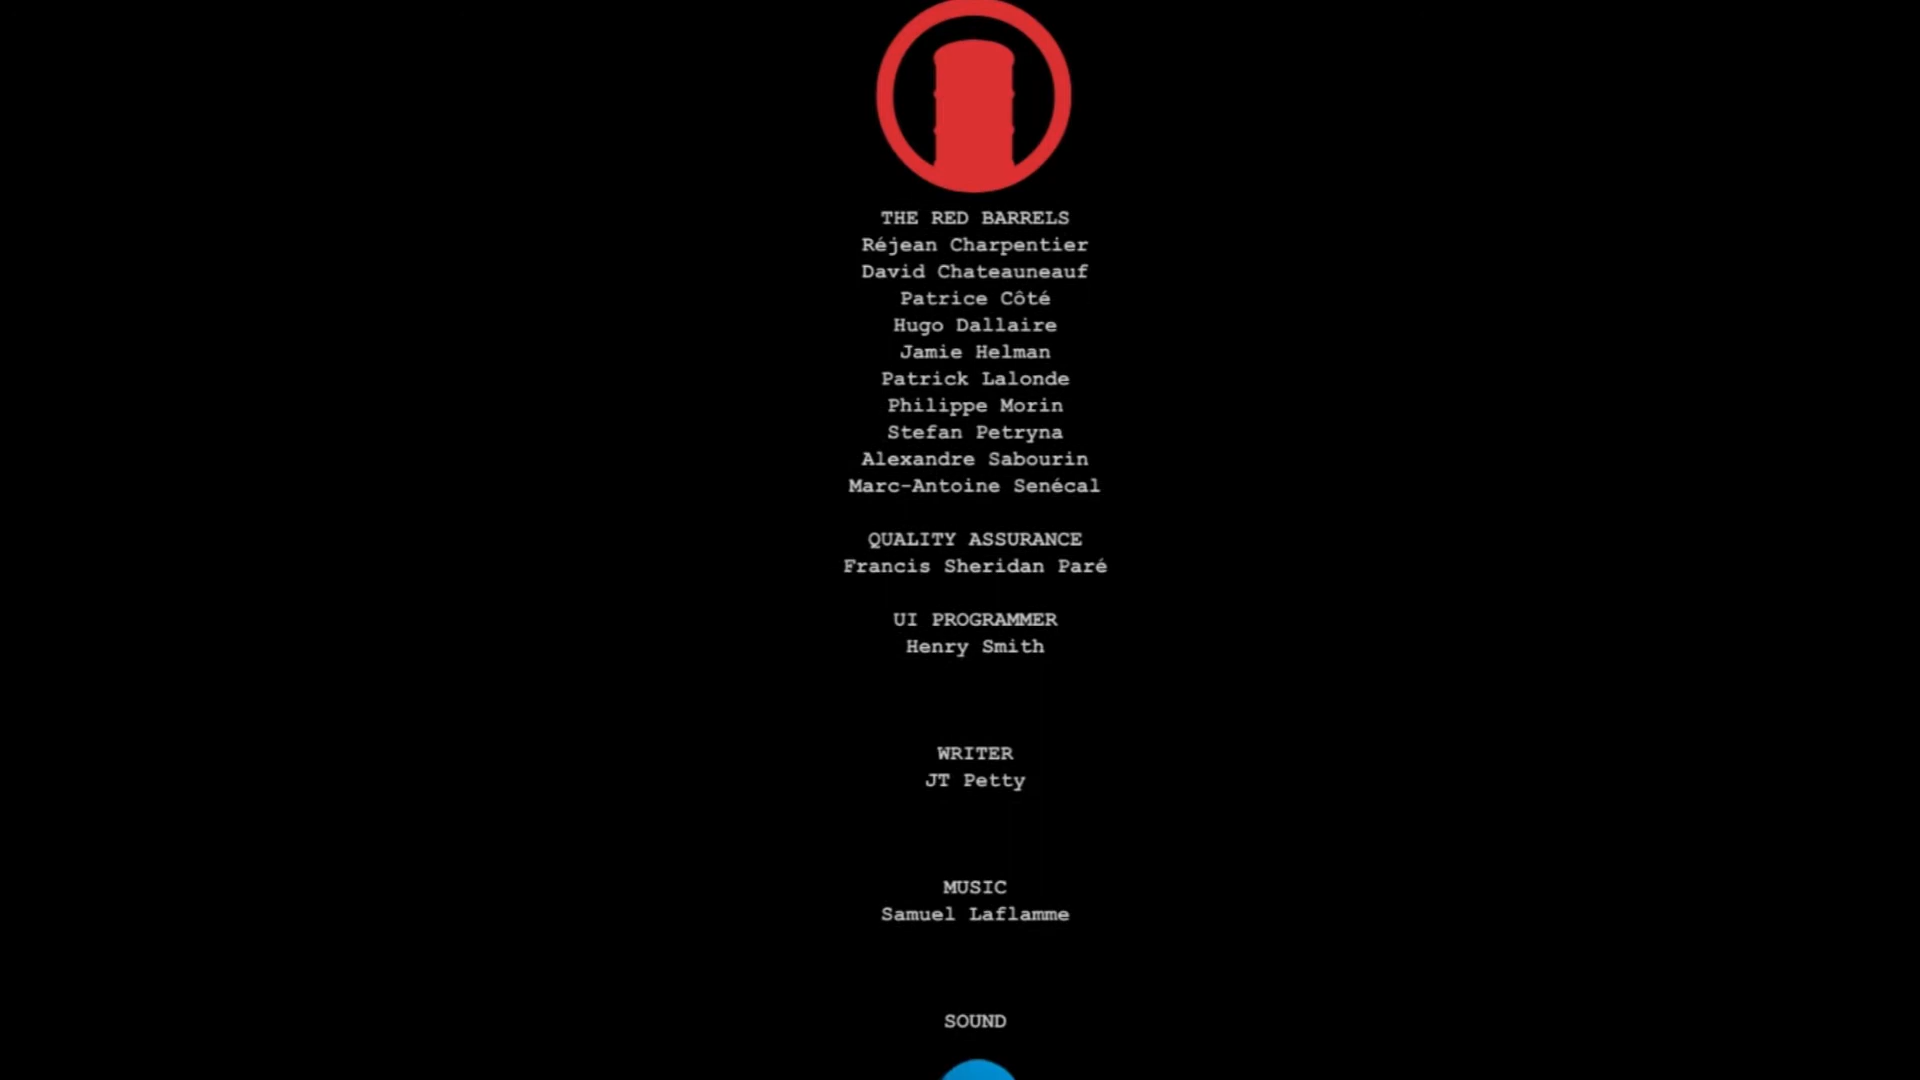 THE RED BARRELS
Réjean Charpentier
David Chateauneuf
Patrice Côté
Hugo Dallaire
Jamie Helman
Patrick Lalonde
Philippe Morin
Stefan Petryna
Alexandre Sabourin
Marc-Antoine Senécal
QUALITY ASSURANCE
Francis Sheridan Paré
UI PROGRAMMER
Henry Smith
WRITER
JT Petty
MUSIC
Samuel Laflamme
SOUND